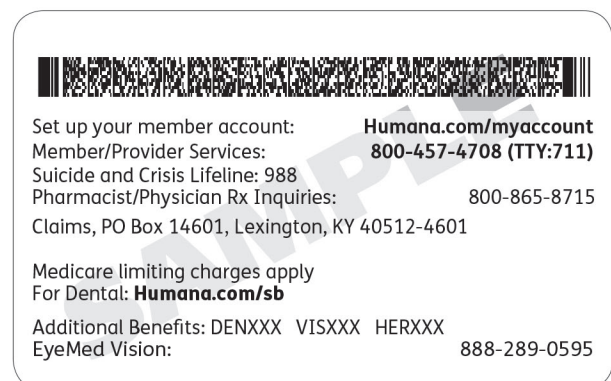 Set up your member account: Humana.com/myaccount
Member/Provider Services: 800-457-4708 (TTY:711)
Suicide and Crisis Lifeline: 988
Pharmacist/Physician Rx Inquiries: 800-865-8715
Claims, PO Box 14601, Lexington, KY 40512-4601
Medicare limiting charges apply
For Dental: Humana.com/sb
Additional Benefits: DENXXX VISXXX HERXXX
EyeMed Vision: 888-289-0595
SAMPLE